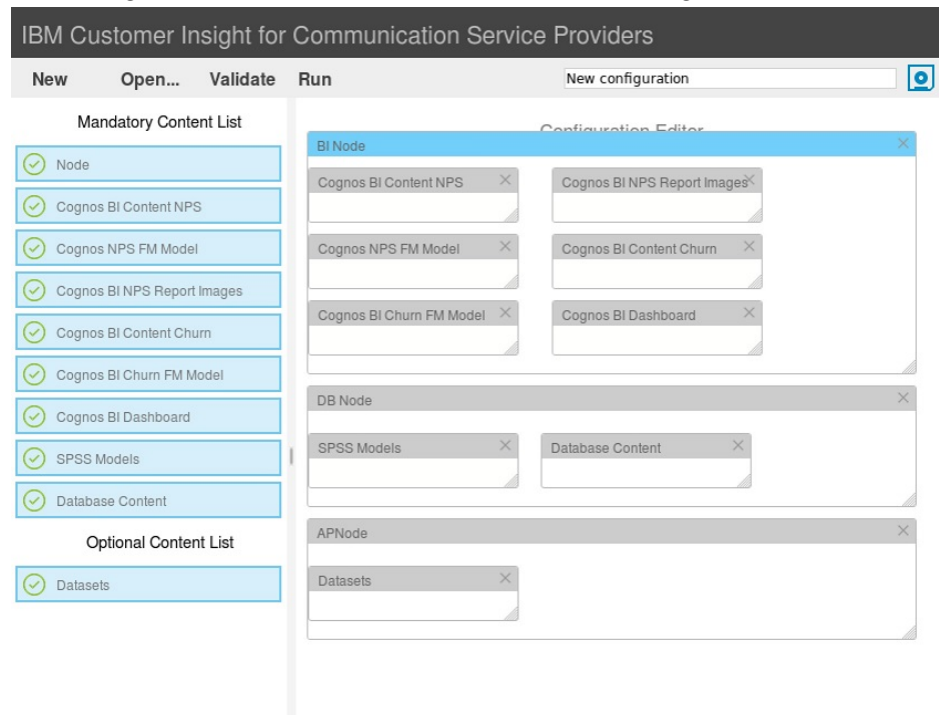 IBM Customer Insight for Communication Service Providers
New Open... Validate Run New configuration
Mandatory Content List
Node
Cognos BI Content NPS
Cognos NPS FM Model
Cognos BI NPS Report Images
Cognos BI Content Churn
Cognos BI Churn FM Model
Cognos BI Dashboard
SPSS Models
Database Content
Optional Content List
Datasets
Configuration Editor
BI Node
Cognos BI Content NPS
Cognos BI NPS Report Images
Cognos NPS FM Model
Cognos BI Content Churn
Cognos BI Churn FM Model
Cognos BI Dashboard
DB Node
SPSS Models
Database Content
APNode
Datasets